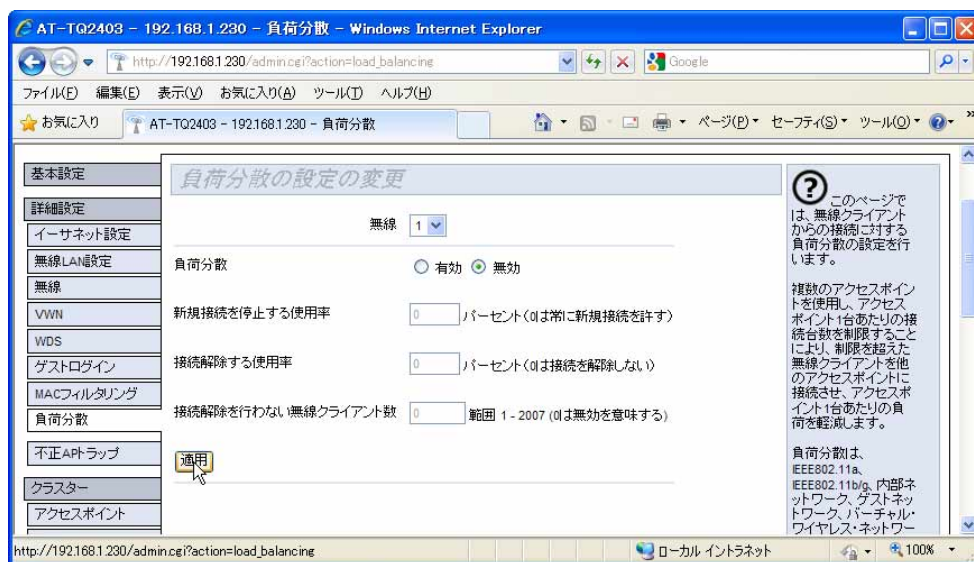 AT-TQ2403 - 192.168.1.230 - 負荷分散 - Windows Internet Explorer
http://192.168.1.230/admin.cgi?action=load_balancing
Google
ファイル(F) 編集(E) 表示(V) お気に入り(A) ツール(T) ヘルプ(H)
お気に入り
AT-TQ2403 - 192.168.1.230 - 負荷分散
ページ(P) セーフティ(S) ツール(O)
基本設定
詳細設定
イーサネット設定
無線LAN設定
無線
VWN
WDS
ゲストログイン
MACフィルタリング
負荷分散
不正APトラップ
クラスター
アクセスポイント
負荷分散の設定の変更
無線 1
負荷分散 有効 無効
新規接続を停止する使用率 0 パーセント(0は常に新規接続を許す)
接続解除する使用率 0 パーセント(0は接続を解除しない)
接続解除を行わない無線クライアント数 0 範囲 1 - 2007 (0は無効を意味する)
適用
? このページで
は、無線クライアント
からの接続に対する
負荷分散の設定を行
います。
複数のアクセスポイン
トを使用し、アクセス
ポイント1台あたりの接
続台数を制限すること
により、制限を超えた
無線クライアントを他
のアクセスポイントに
接続させ、アクセスポ
イント1台あたりの負
荷を軽減します。
負荷分散は、
IEEE802.11a、
IEEE802.11b/g、内部ネ
ットワーク、ゲストネッ
トワーク、バーチャル・
ワイヤレス・ネットワー
http://192.168.1.230/admin.cgi?action=load_balancing
ローカル イントラネット
100%